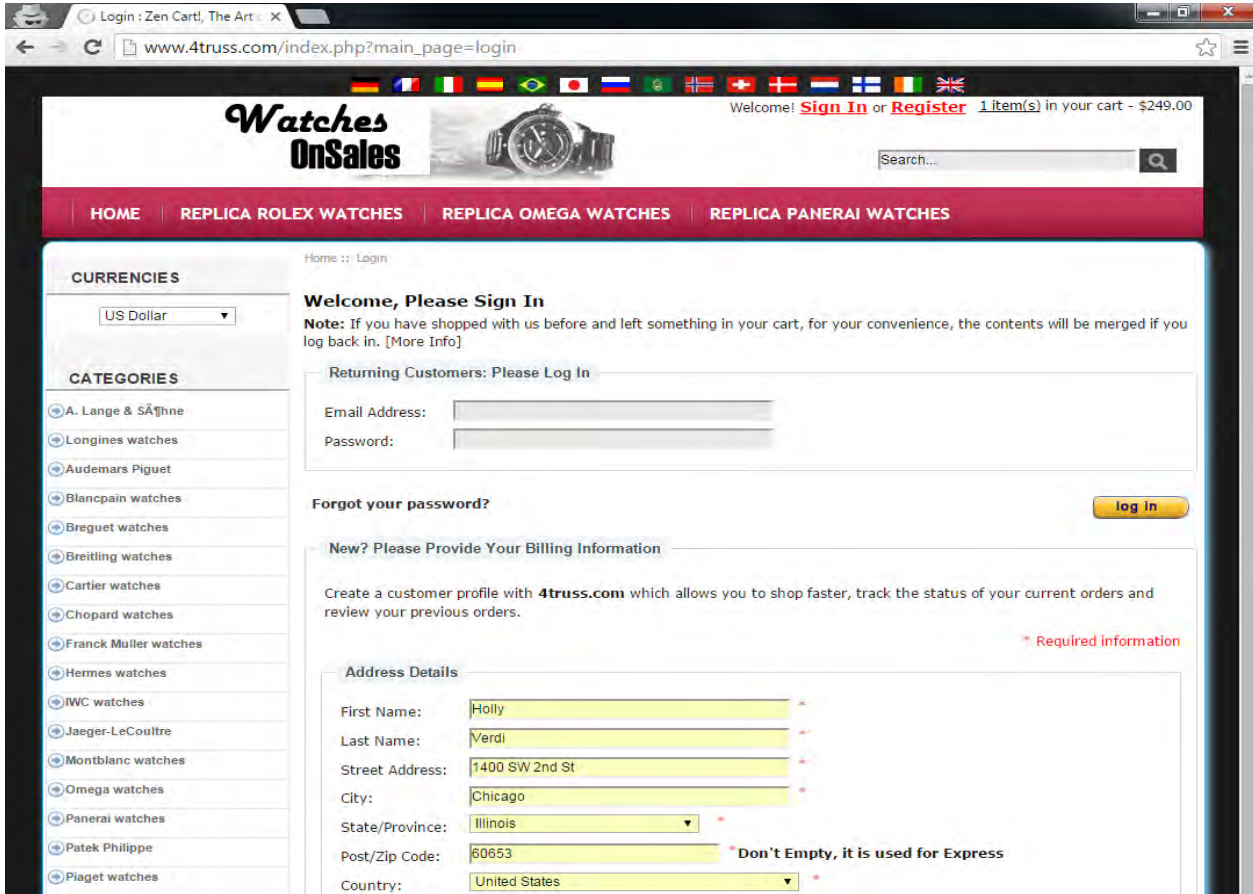 Login : Zen Cart!, The Art
www.4truss.com/index.php?main_page=login
Watches
OnSales
Welcome! Sign In or Register 1 item(s) in your cart - $249.00
Search...
HOME REPLICA ROLEX WATCHES REPLICA OMEGA WATCHES REPLICA PANERAI WATCHES
CURRENCIES
US Dollar
CATEGORIES
A. Lange & SÃ¶hne
Longines watches
Audemars Piguet
Blancpain watches
Breguet watches
Breitling watches
Cartier watches
Chopard watches
Franck Muller watches
Hermes watches
IWC watches
Jaeger-LeCoultre
Montblanc watches
Omega watches
Panerai watches
Patek Philippe
Piaget watches
Home :: Login
Welcome, Please Sign In
Note: If you have shopped with us before and left something in your cart, for your convenience, the contents will be merged if you
log back in. [More Info]
Returning Customers: Please Log In
Email Address:
Password:
Forgot your password?
log in
New? Please Provide Your Billing Information
Create a customer profile with 4truss.com which allows you to shop faster, track the status of your current orders and
review your previous orders.
* Required information
Address Details
First Name: Holly *
Last Name: Verdi *
Street Address: 1400 SW 2nd St *
City: Chicago *
State/Province: Illinois *
Post/Zip Code: 60653 *Don't Empty, it is used for Express
Country: United States *